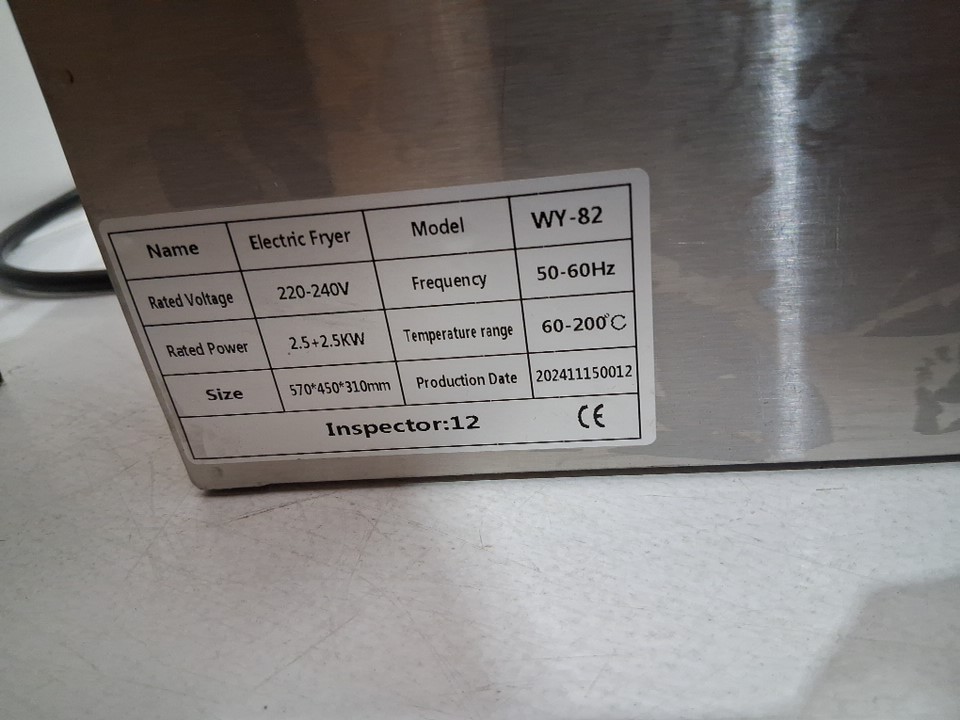 Name Electric Fryer Model WY-82
Rated Voltage 220-240V Frequency 50-60Hz
Rated Power 2.5+2.5KW Temperature range 60-200℃
Size 570*450*310mm Production Date 202411150012
Inspector:12 CE